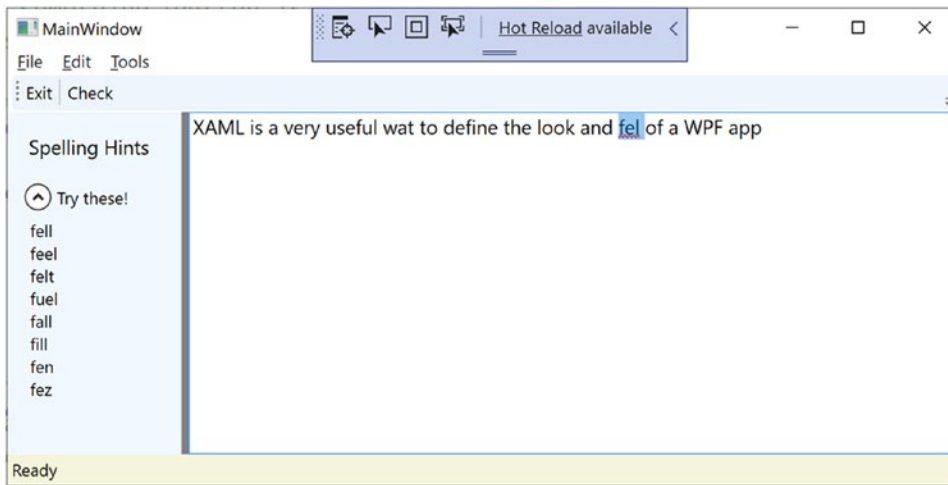 MainWindow
Hot Reload available
File Edit Tools
Exit Check
Spelling Hints
Try these!
fell
feel
felt
fuel
fall
fill
fen
fez
XAML is a very useful wat to define the look and fel of a WPF app
Ready